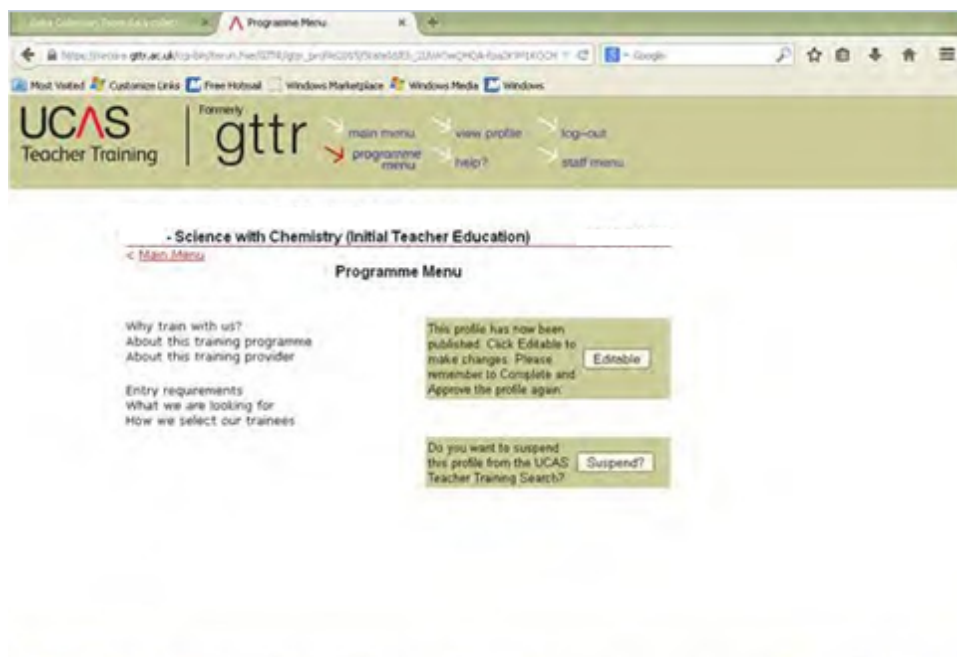 Programme Menu
Google
Most Visited Customize Links Free Hotmail Windows Marketplace Windows Media Windows
UCAS
Teacher Training
Formerly
gttr
main menu view profile log-out
programme menu help? staff menu
- Science with Chemistry (Initial Teacher Education)
< Main Menu
Programme Menu
Why train with us?
About this training programme
About this training provider
Entry requirements
What we are looking for
How we select our trainees
This profile has now been
published. Click Editable to
make changes. Please
remember to Complete and
Approve the profile again.
Editable
Do you want to suspend
this profile from the UCAS
Teacher Training Search?
Suspend?